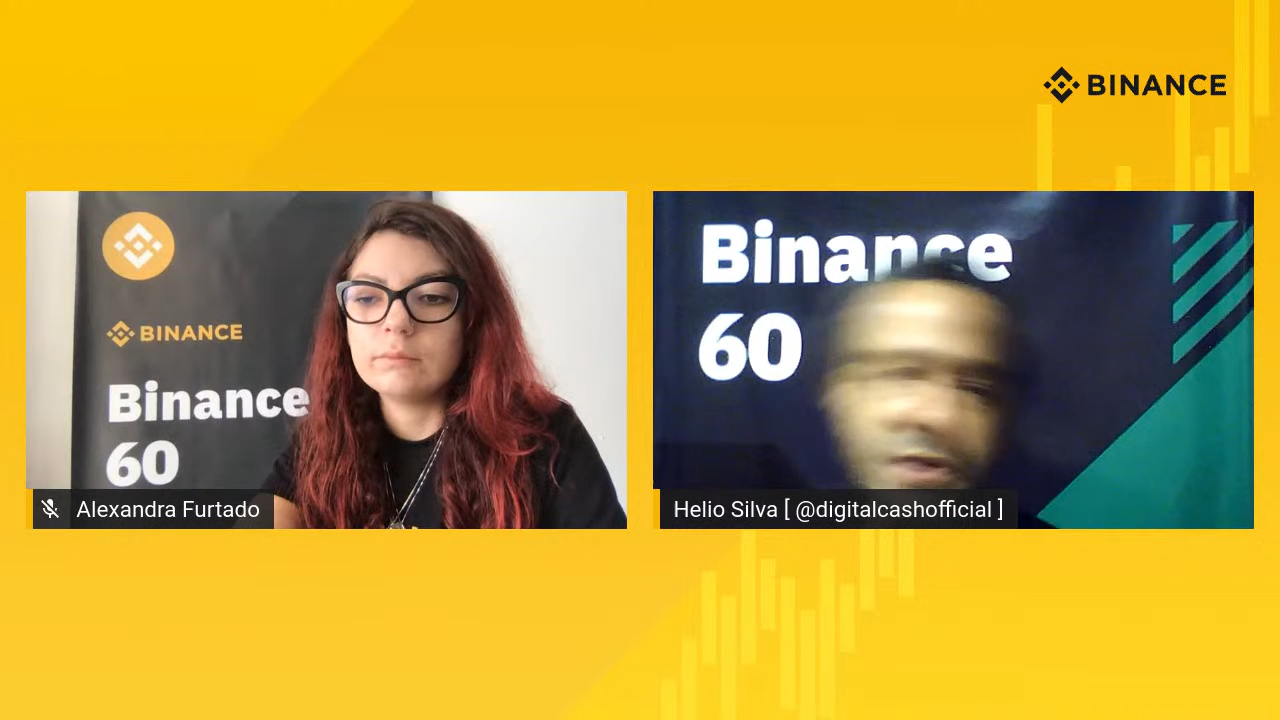 BINANCE
BINANCE
Binance
60
Alexandra Furtado
Binance
60
Helio Silva [ @digitalcashofficial ]